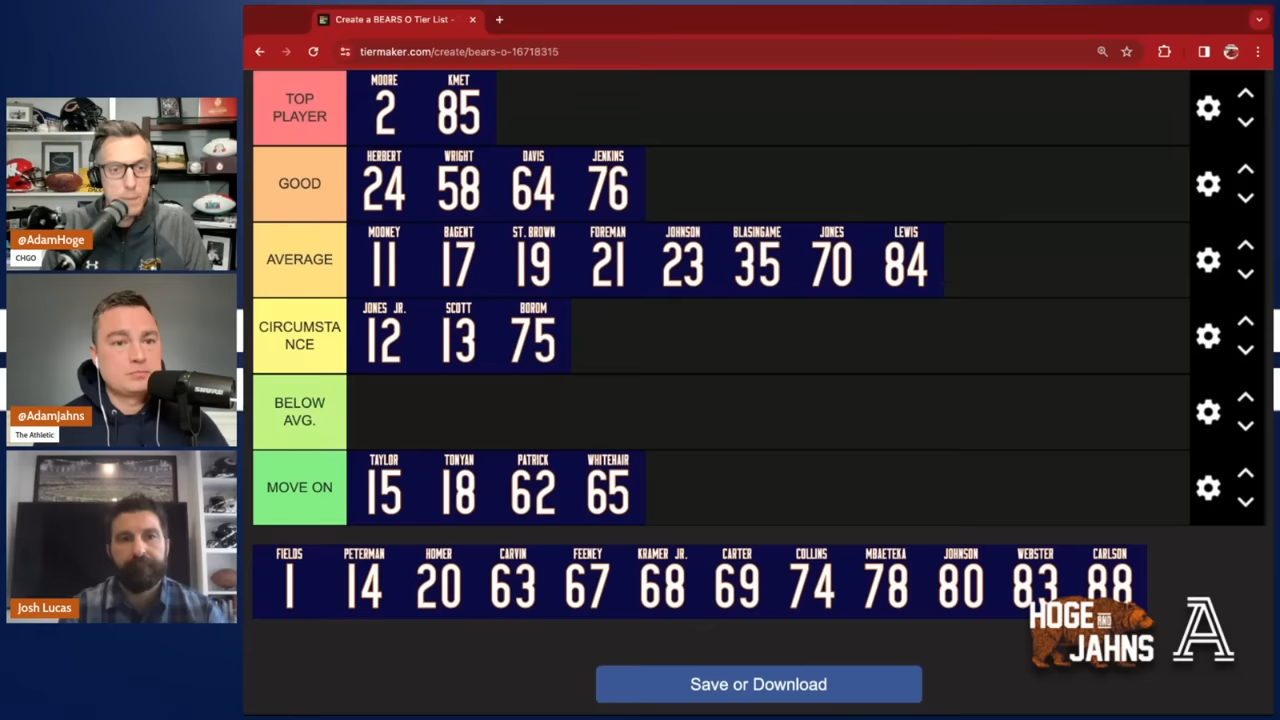 Create a BEARS O Tier List -
tiermaker.com/create/bears-o-16718315
TOP PLAYER
MOORE KMET
2 85
GOOD
HERBERT WRIGHT DAVIS JENKINS
24 58 64 76
AVERAGE
MOONEY BAGENT ST. BROWN FOREMAN JOHNSON BLASINGAME JONES LEWIS
11 17 19 21 23 35 70 84
CIRCUMSTA
NCE
JONES JR. SCOTT BOROM
12 13 75
BELOW
AVG.
MOVE ON
TAYLOR TONYAN PATRICK WHITEHAIR
15 18 62 65
FIELDS PETERMAN HOMER CARVIN FEENEY KRAMER JR. CARTER COLLINS MBAETEKA JOHNSON WEBSTER CARLSON
1 14 20 63 67 68 69 74 78 80 83 88
Save or Download
@AdamHoge
CHGO
SHURE
@AdamJahns
The Athletic
Josh Lucas
HOGE AND
JAHNS
A